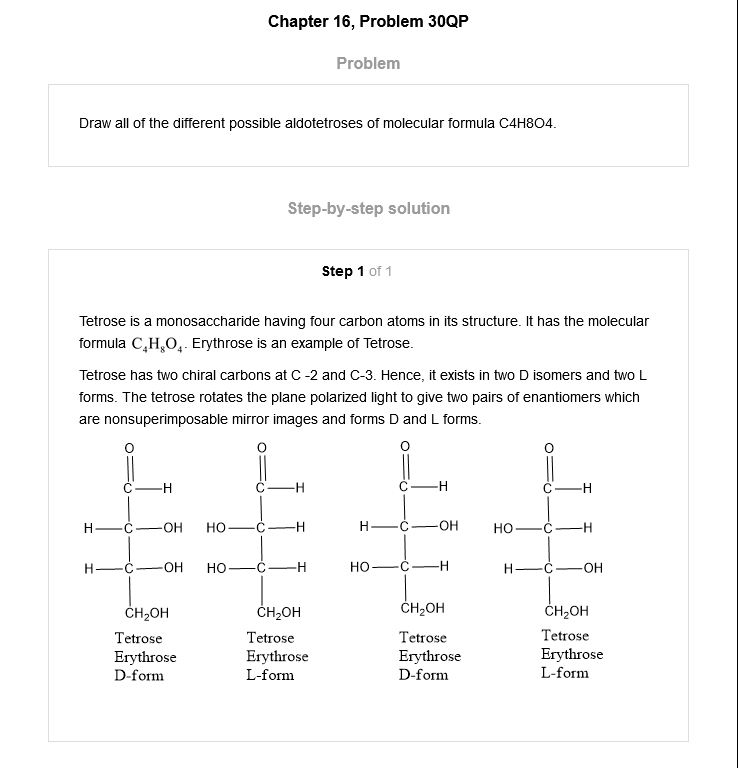 Chapter 16, Problem 30QP
Problem
Draw all of the different possible aldotetroses of molecular formula C4H8O4.
Step-by-step solution
Step 1 of 1
Tetrose is a monosaccharide having four carbon atoms in its structure. It has the molecular
formula C₄H₈O₄. Erythrose is an example of Tetrose.
Tetrose has two chiral carbons at C -2 and C-3. Hence, it exists in two D isomers and two L
forms. The tetrose rotates the plane polarized light to give two pairs of enantiomers which
are nonsuperimposable mirror images and forms D and L forms.
O O O O
C H C H C H C H
H C OH HO C H H C OH HO C H
H C OH HO C H HO C H H C OH
CH₂OH CH₂OH CH₂OH CH₂OH
Tetrose Tetrose Tetrose Tetrose
Erythrose Erythrose Erythrose Erythrose
D-form L-form D-form L-form